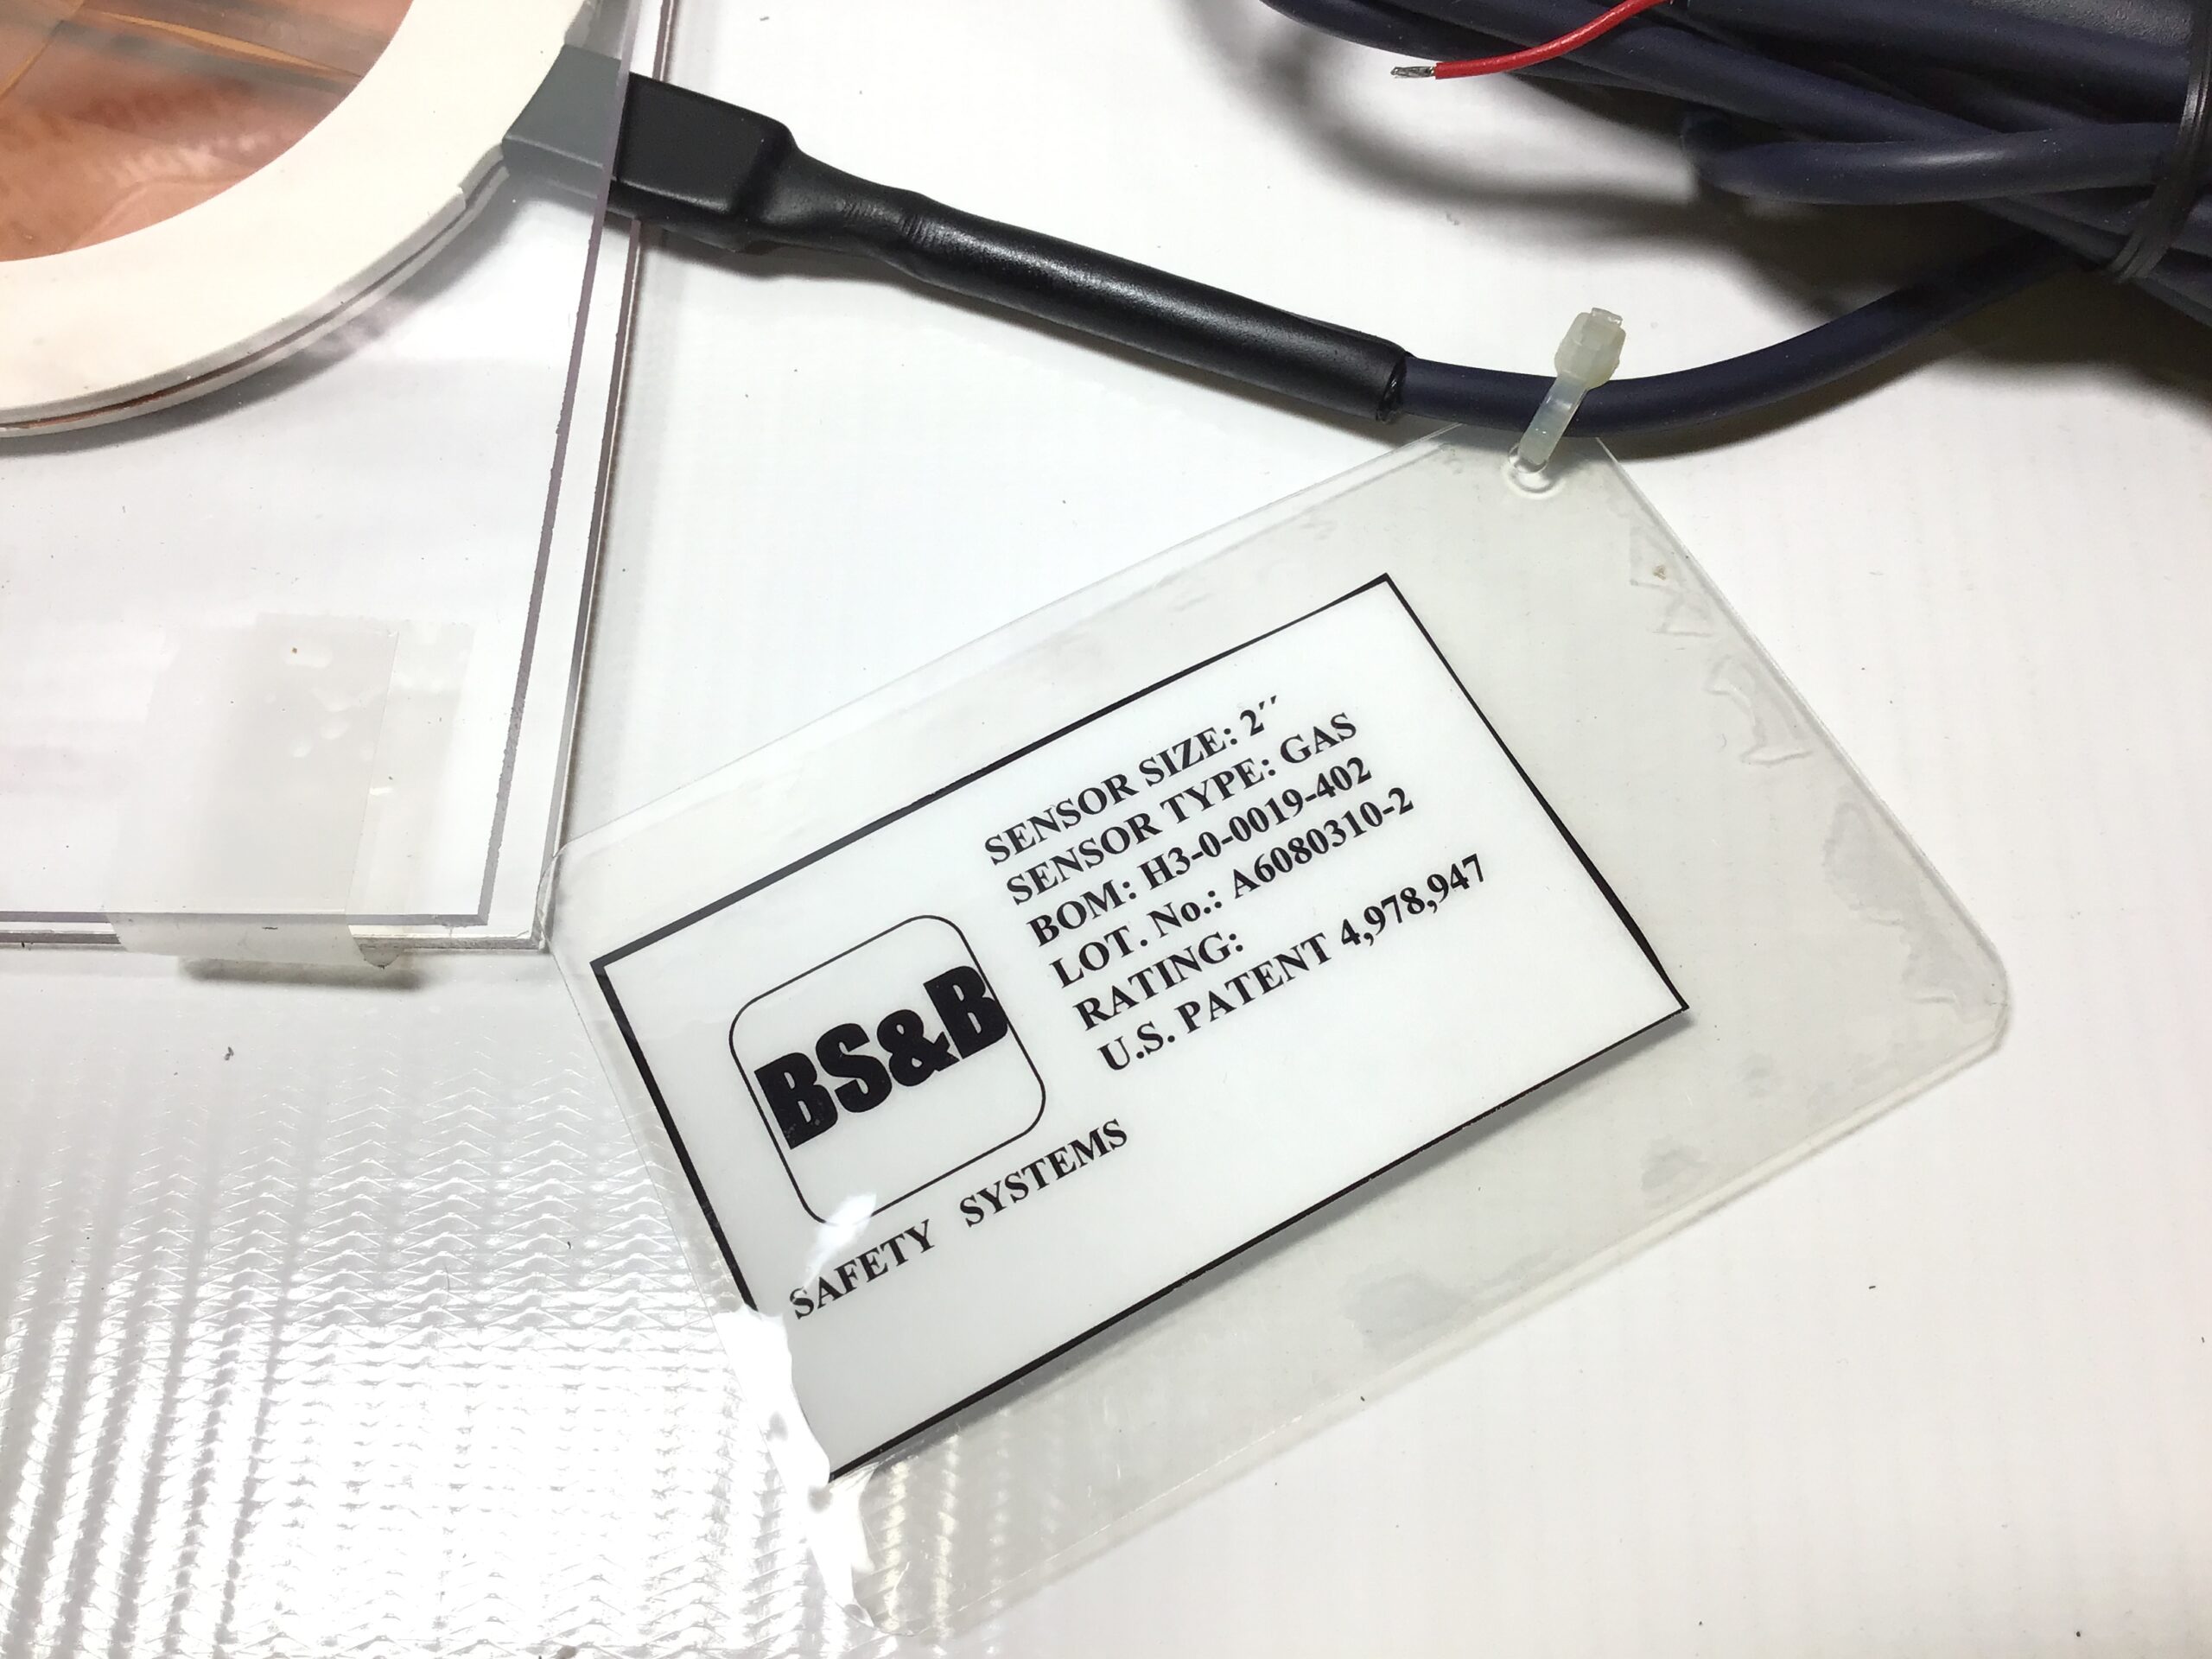 SENSOR SIZE: 2″
SENSOR TYPE: GAS
BOM: H3-0-0019-402
LOT. No.: A6080310-2
RATING:
U.S. PATENT 4,978,947
BS&B
SAFETY SYSTEMS